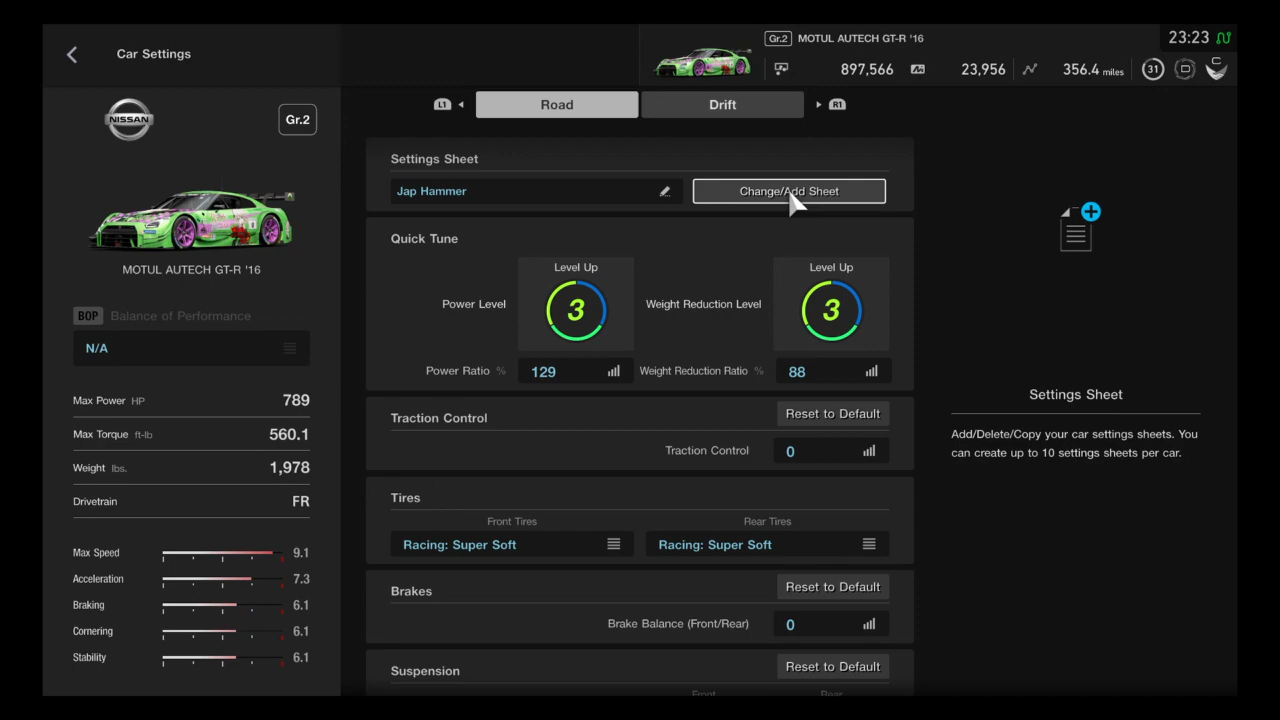 Car Settings
Gr.2 MOTUL AUTECH GT-R '16
23:23
897,566 23,956 356.4 miles 31
NISSAN
Gr.2
MOTUL AUTECH GT-R '16
BOP Balance of Performance
N/A
Max Power HP 789
Max Torque ft-lb 560.1
Weight lbs. 1,978
Drivetrain FR
Max Speed 9.1
Acceleration 7.3
Braking 6.1
Cornering 6.1
Stability 6.1
L1 Road Drift R1
Settings Sheet
Jap Hammer Change/Add Sheet
Quick Tune
Level Up Level Up
Power Level 3 Weight Reduction Level 3
Power Ratio % 129 Weight Reduction Ratio % 88
Traction Control Reset to Default
Traction Control 0
Tires
Front Tires Rear Tires
Racing: Super Soft Racing: Super Soft
Brakes Reset to Default
Brake Balance (Front/Rear) 0
Suspension Reset to Default
Front Rear
Settings Sheet
Add/Delete/Copy your car settings sheets. You
can create up to 10 settings sheets per car.